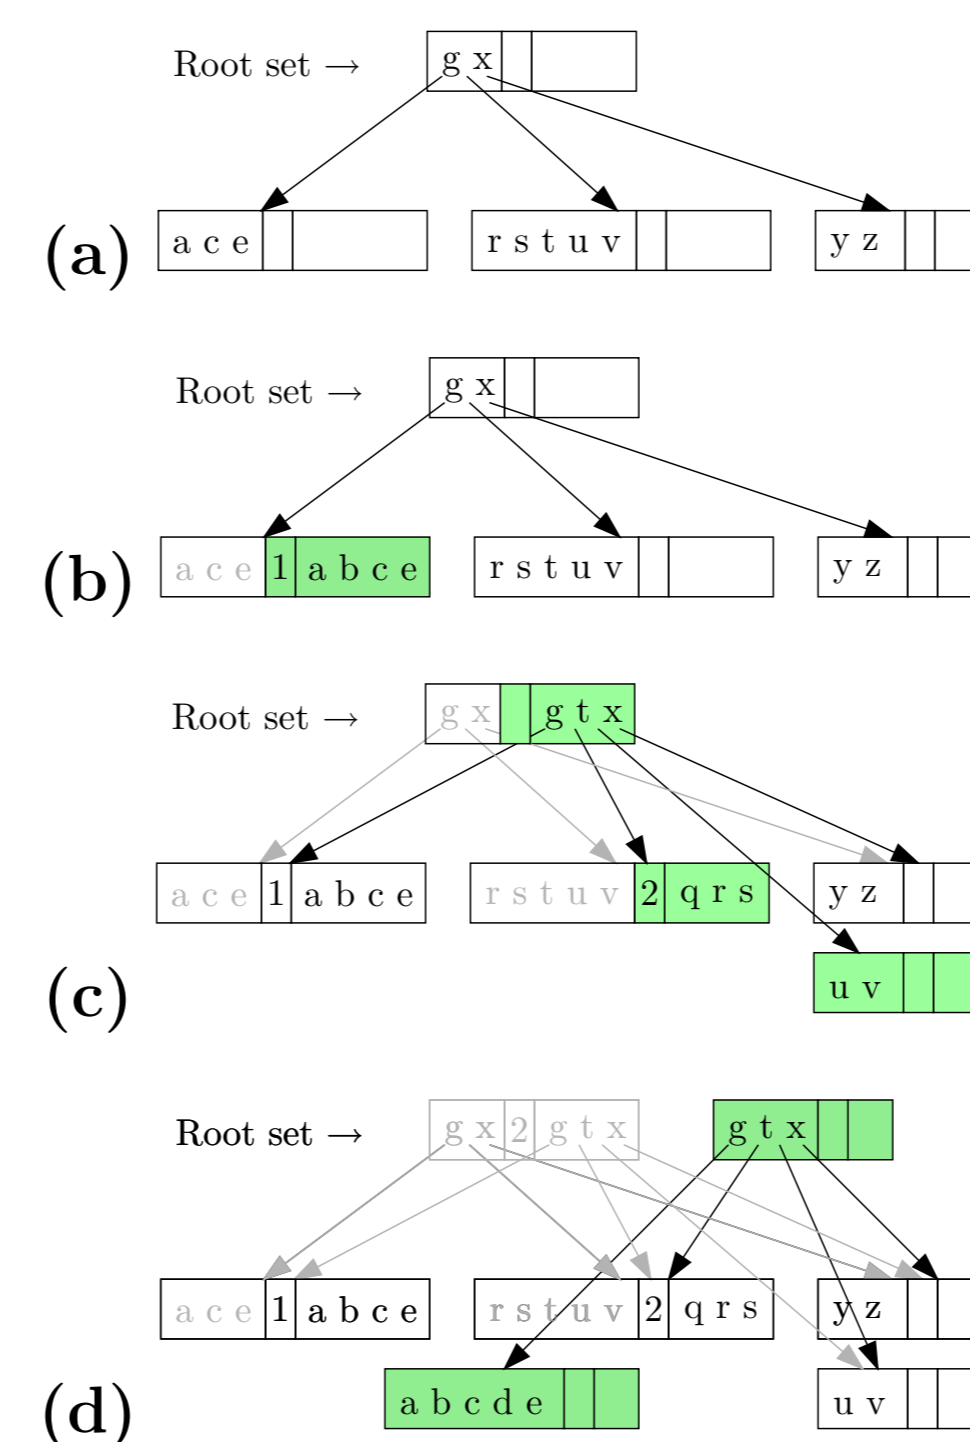 Root set → g x
(a) a c e r s t u v y z
Root set → g x
(b) a c e 1 a b c e r s t u v y z
Root set → g x g t x
a c e 1 a b c e r s t u v 2 q r s y z
(c) u v
Root set → g x 2 g t x g t x
a c e 1 a b c e r s t u v 2 q r s y z
(d) a b c d e u v